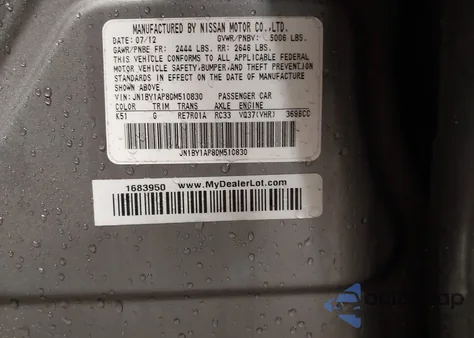 MANUFACTURED BY NISSAN MOTOR CO.,LTD.
DATE: 07/12 GVWR/PNBV: 5006 LBS.
GAWR/PNBE FR: 2444 LBS. RR: 2646 LBS.
THIS VEHICLE CONFORMS TO ALL APPLICABLE FEDERAL
MOTOR VEHICLE SAFETY,BUMPER,AND THEFT PREVENTION
STANDARDS IN EFFECT ON THE DATE OF MANUFACTURE
SHOWN ABOVE.
VIN: JN1BY1AP8DM510830 PASSENGER CAR
COLOR TRIM TRANS AXLE ENGINE
K51 G RE7R01A RC33 VQ37(VHR) 3696CC
JN1BY1AP8DM510830
1683950 www.MyDealerLot.com